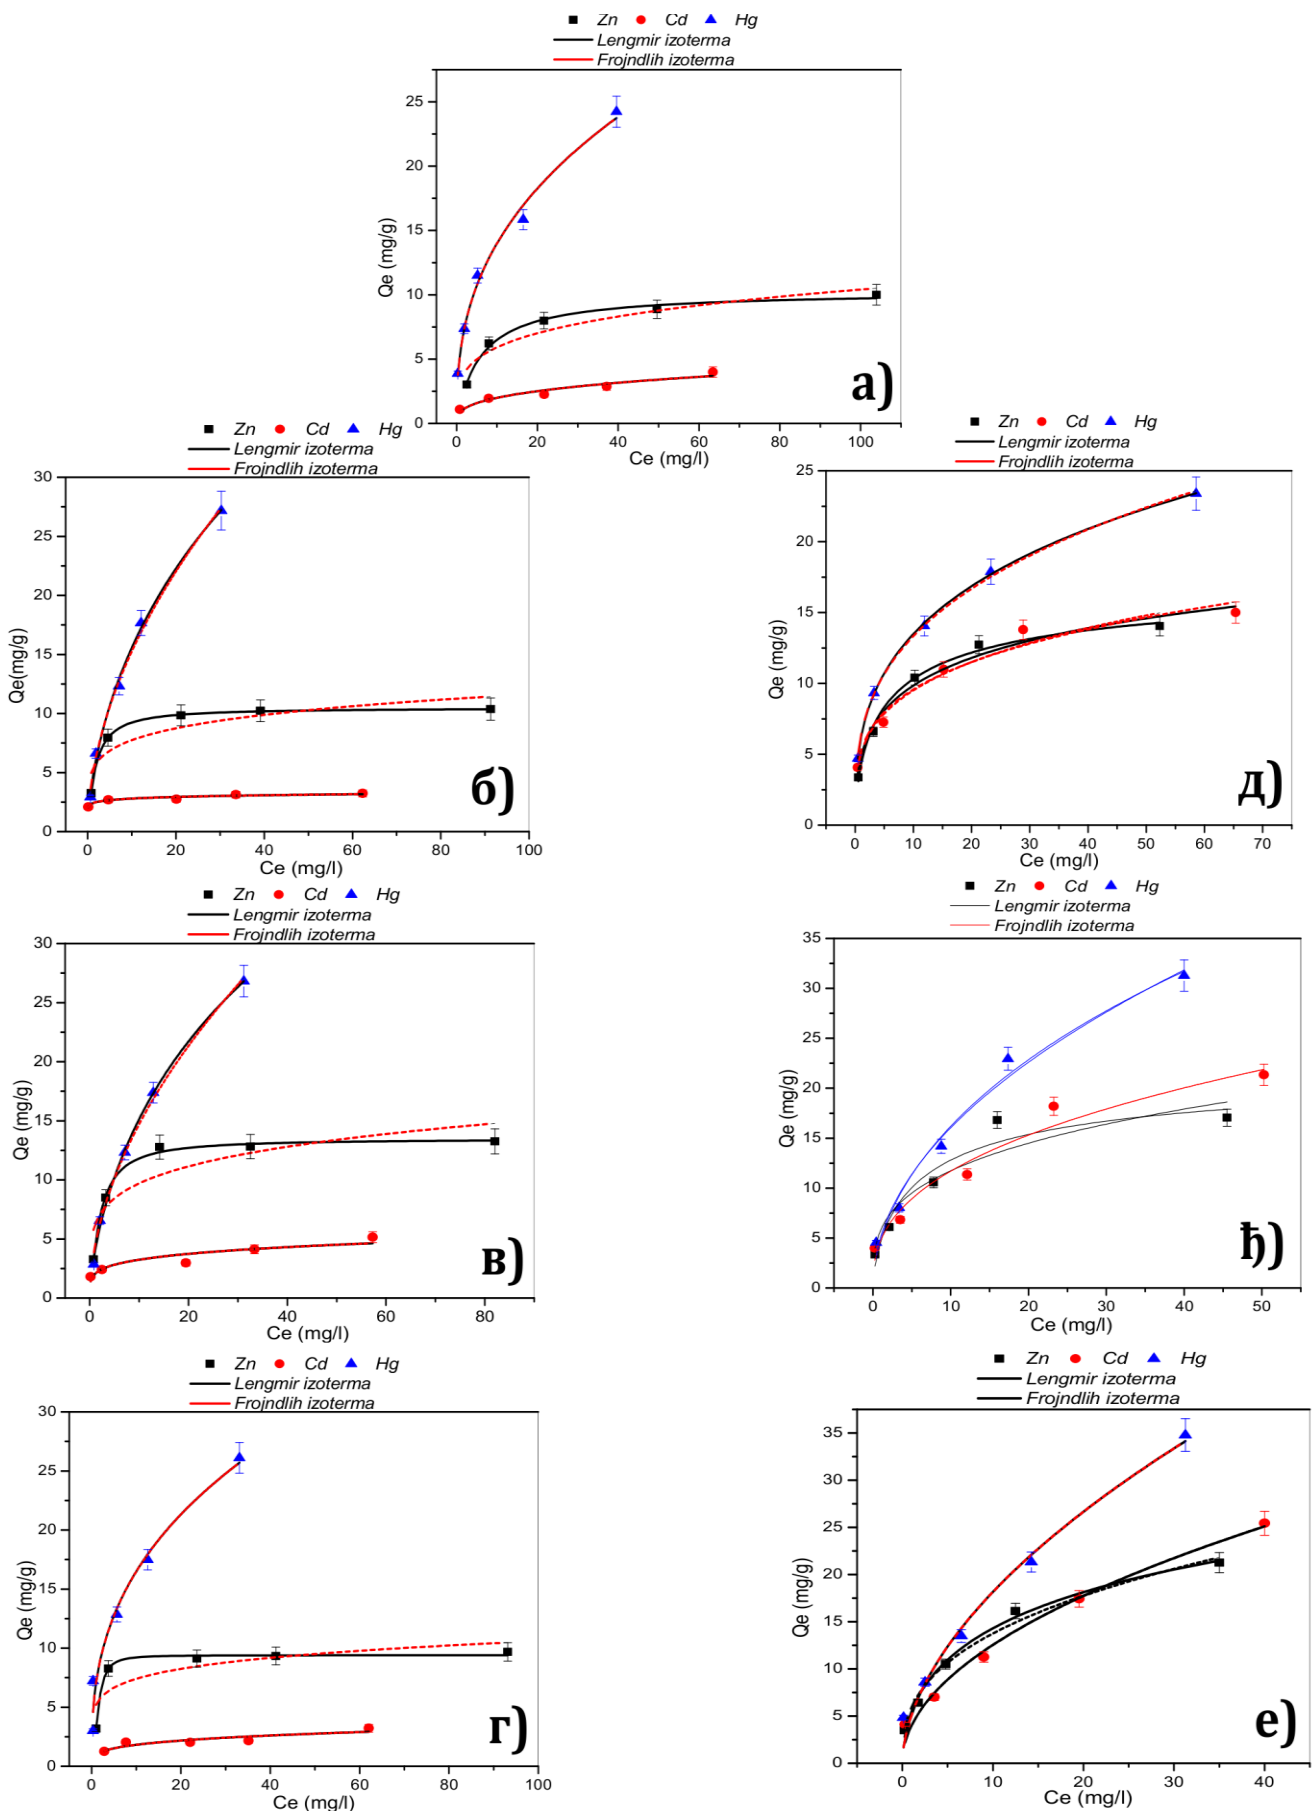 Zn Cd Hg
Lengmir izoterma
Frojndlih izoterma
25
20
15
10
5
0
Qe (mg/g)
0 20 40 60 80 100
Ce (mg/l)
а)
Zn Cd Hg
Lengmir izoterma
Frojndlih izoterma
30
25
20
15
10
5
0
Qe(mg/g)
0 20 40 60 80 100
Ce (mg/l)
б)
Zn Cd Hg
Lengmir izoterma
Frojndlih izoterma
25
20
15
10
5
0
Qe (mg/g)
0 10 20 30 40 50 60 70
Ce (mg/l)
д)
Zn Cd Hg
Lengmir izoterma
Frojndlih izoterma
30
25
20
15
10
5
0
Qe (mg/g)
0 20 40 60 80
Ce (mg/l)
в)
Zn Cd Hg
Lengmir izoterma
Frojndlih izoterma
35
30
25
20
15
10
5
0
Qe (mg/g)
0 10 20 30 40 50
Ce (mg/l)
ђ)
Zn Cd Hg
Lengmir izoterma
Frojndlih izoterma
30
25
20
15
10
5
0
Qe (mg/g)
0 20 40 60 80 100
Ce (mg/l)
г)
Zn Cd Hg
Lengmir izoterma
Frojndlih izoterma
35
30
25
20
15
10
5
0
Qe (mg/g)
0 10 20 30 40
Ce (mg/l)
е)